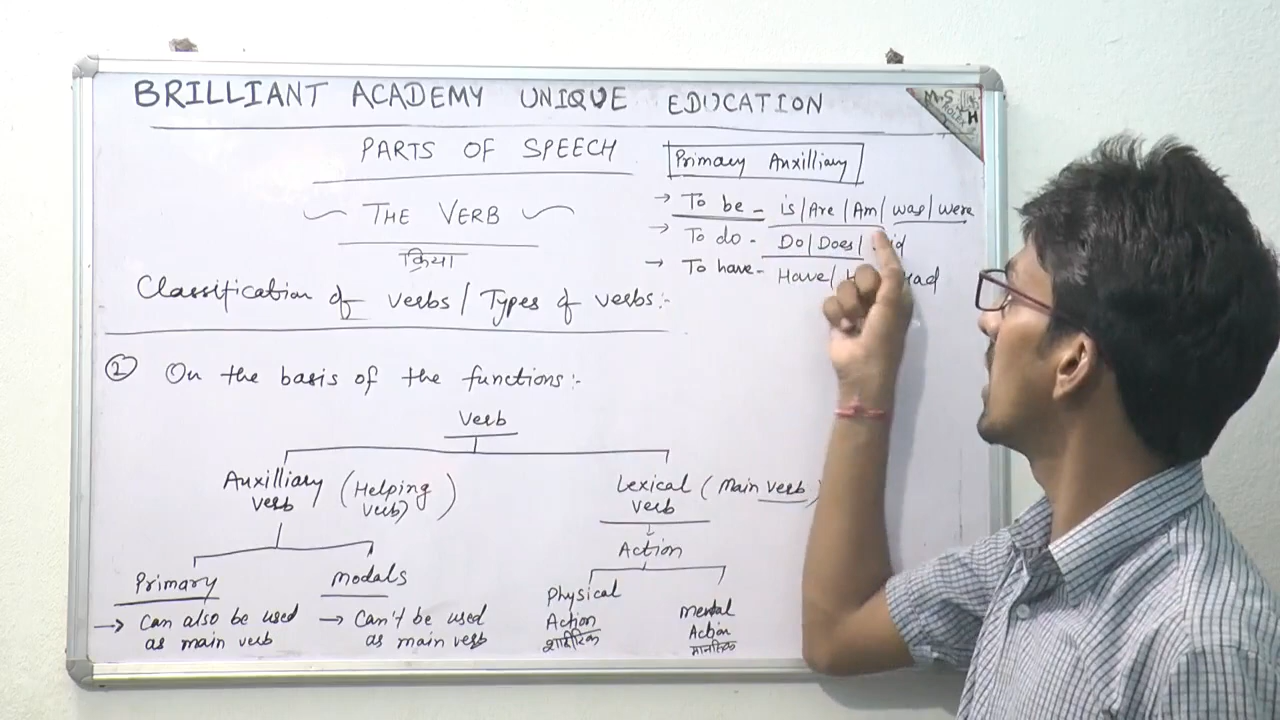 BRILLIANT ACADEMY UNIQUE EDUCATION
PARTS OF SPEECH
THE VERB
क्रिया
Primary Auxilliary
→ To be - is/Are/Am/was/were
→ To do - Do/Does/
→ To have - Have/
Classification of verbs / Types of verbs:-
② On the basis of the functions:-
Verb
Auxilliary verb (Helping verb)
Lexical verb (Main verb)
Action
Primary
→ Can also be used
as main verb
Modals
→ Can't be used
as main verb
Physical
Action
शारीरिक
Mental
Action
मानसिक